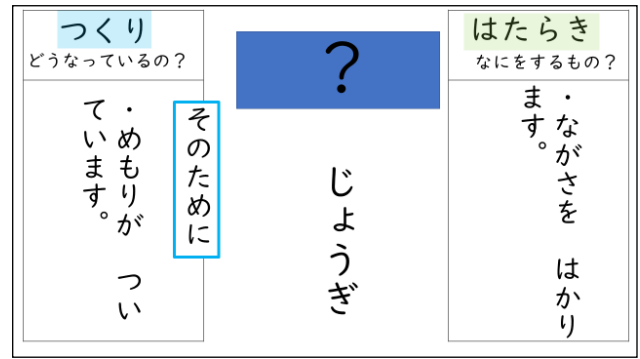 はたらき
なにをするもの？
・ながさを　はかり
ます。
？
じょうぎ
そのために
つくり
どうなっているの？
・めもりが　つい
ています。